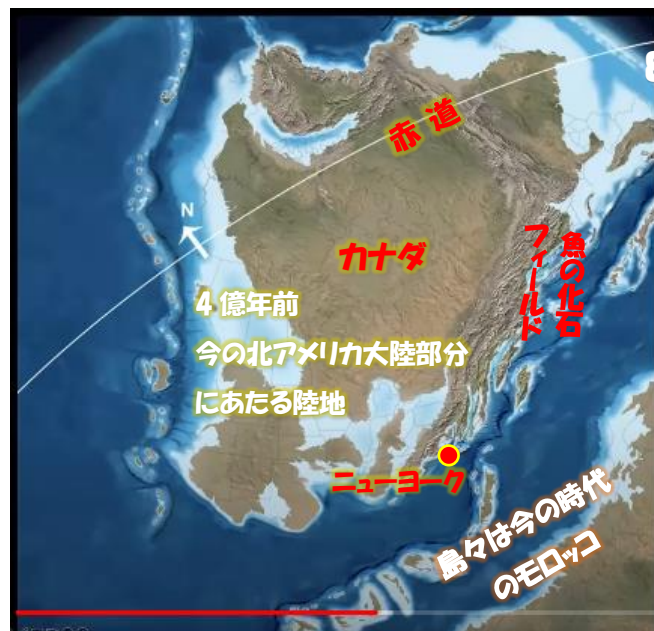 赤道
N
カナダ
魚の化石
フィールド
4億年前
今の北アメリカ大陸部分
にあたる陸地
ニューヨーク
島々は今の時代
のモロッコ